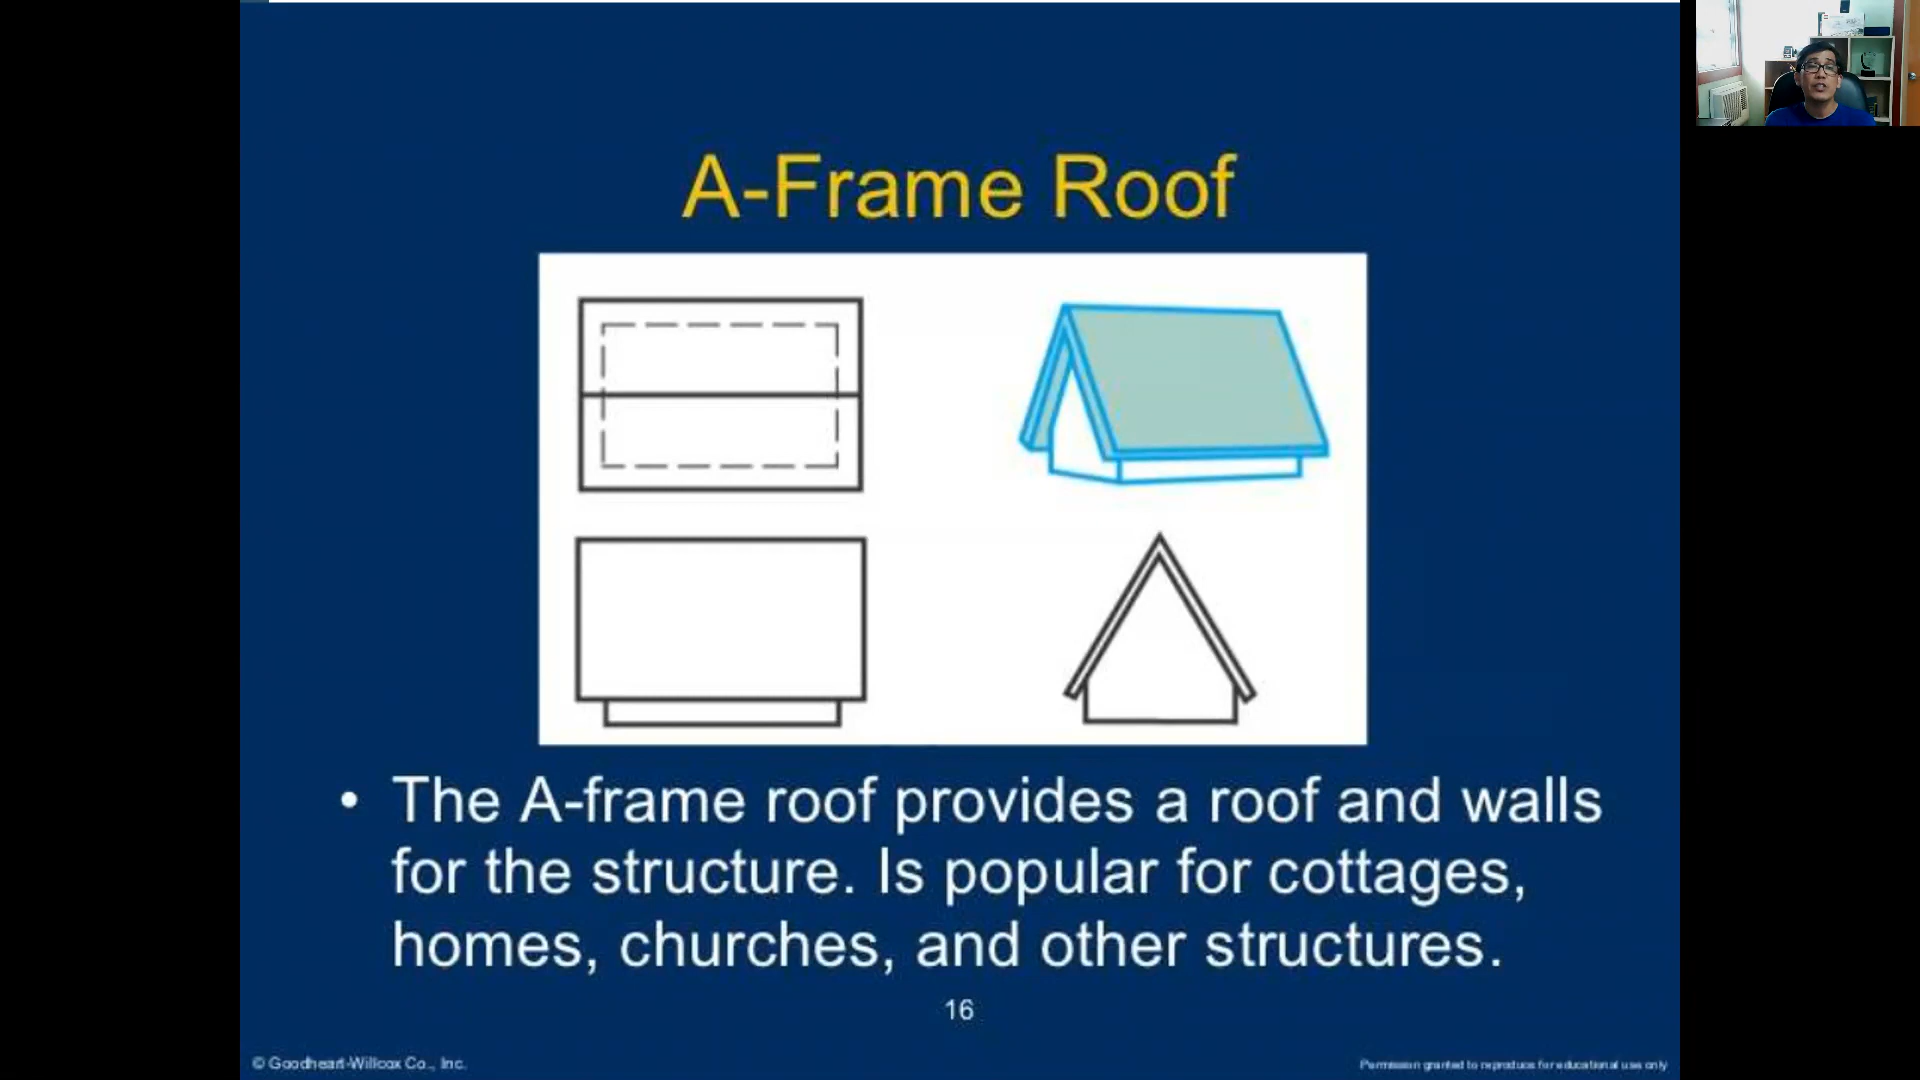 A-Frame Roof
• The A-frame roof provides a roof and walls
for the structure. Is popular for cottages,
homes, churches, and other structures.
16
© Goodheart-Willcox Co., Inc.
Permission granted to reproduce for educational use only